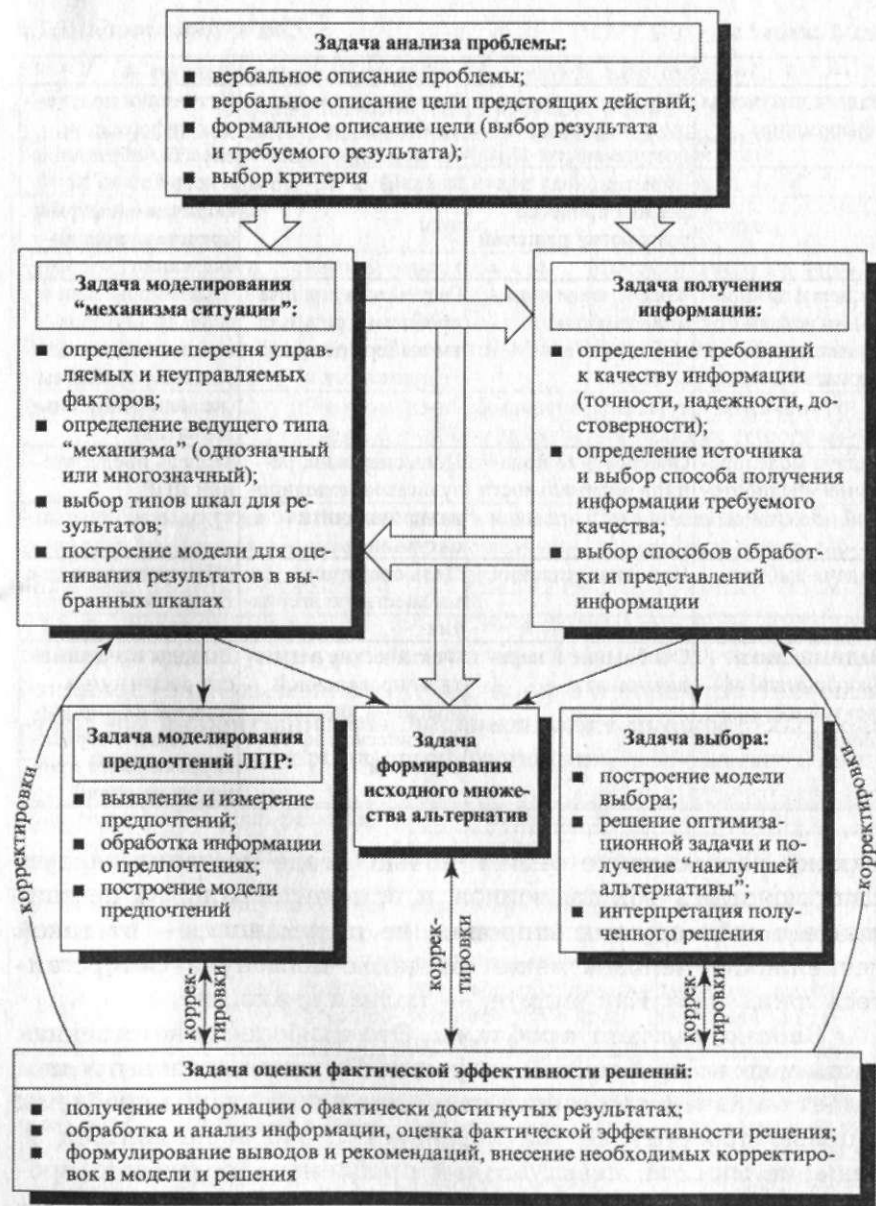 Задача анализа проблемы:
■ вербальное описание проблемы;
■ вербальное описание цели предстоящих действий;
■ формальное описание цели (выбор результата
и требуемого результата);
■ выбор критерия
Задача моделирования
“механизма ситуации”:
■ определение перечня управ-
ляемых и неуправляемых
факторов;
■ определение ведущего типа
“механизма” (однозначный
или многозначный);
■ выбор типов шкал для ре-
зультатов;
■ построение модели для оце-
нивания результатов в вы-
бранных шкалах
Задача получения
информации:
■ определение требований
к качеству информации
(точности, надежности, до-
стоверности);
■ определение источника
и выбор способа получения
информации требуемого
качества;
■ выбор способов обработ-
ки и представлений
информации
Задача моделирования
предпочтений ЛПР:
■ выявление и измерение
предпочтений;
■ обработка информации
о предпочтениях;
■ построение модели
предпочтений
Задача
формирования
исходного множе-
ства альтернатив
Задача выбора:
■ построение модели
выбора;
■ решение оптимиза-
ционной задачи и по-
лучение “наилучшей
альтернативы”;
■ интерпретация полу-
ченного решения
корректировки
коррек-
тировки
коррек
тировки
коррек-
тировки
корректировки
Задача оценки фактической эффективности решений:
■ получение информации о фактически достигнутых результатах;
■ обработка и анализ информации, оценка фактической эффективности решения;
■ формулирование выводов и рекомендаций, внесение необходимых корректиро-
вок в модели и решения